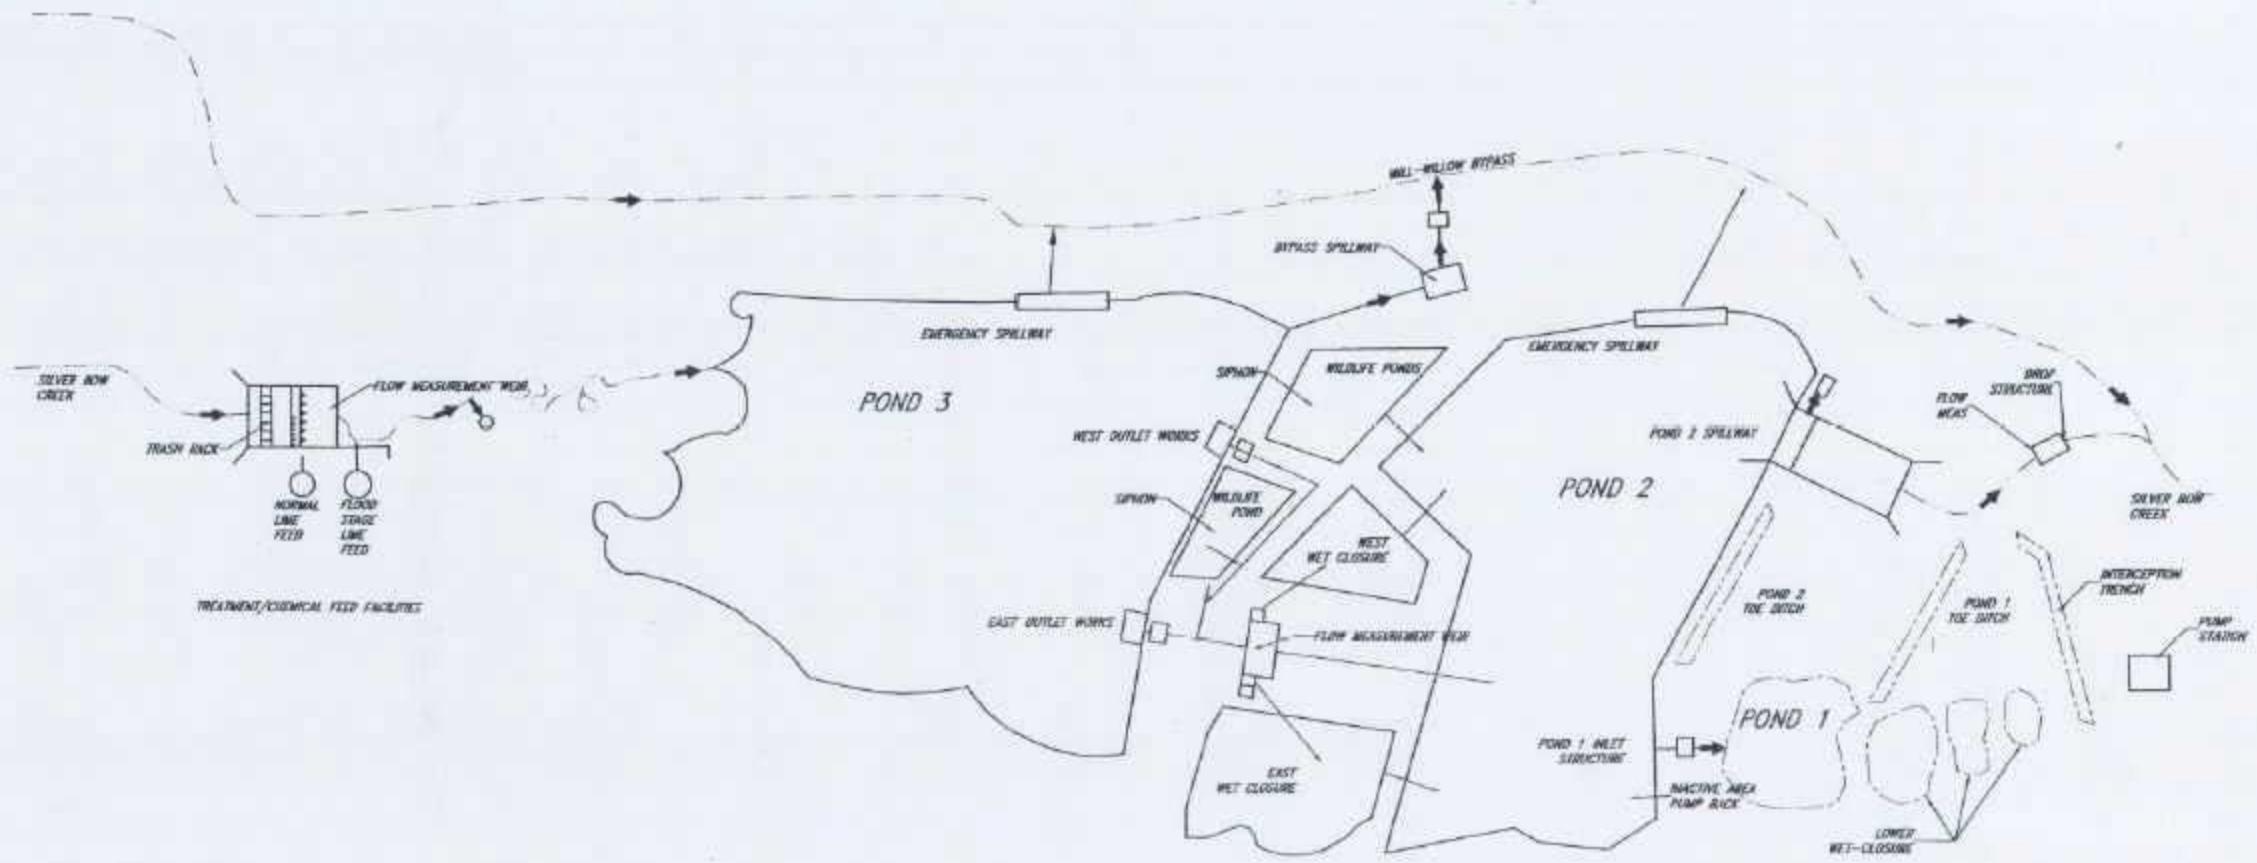 MILL-WILLOW BYPASS
BYPASS SPILLWAY
EMERGENCY SPILLWAY
EMERGENCY SPILLWAY
SILVER BOW
CREEK
FLOW MEASUREMENT WEIR
TRASH RACK
NORMAL
LIME
FEED
FLOOD
STAGE
LIME
FEED
TREATMENT/CHEMICAL FEED FACILITIES
POND 3
SIPHON
WILDLIFE PONDS
WEST OUTLET WORKS
SIPHON
WILDLIFE
POND
WEST
WET CLOSURE
EAST OUTLET WORKS
FLOW MEASUREMENT WEIR
EAST
WET CLOSURE
POND 2
POND 2 SPILLWAY
FLOW
MEAS
DROP
STRUCTURE
SILVER BOW
CREEK
POND 2
TOE DITCH
POND 1
TOE DITCH
INTERCEPTION
TRENCH
PUMP
STATION
POND 1
POND 1 INLET
STRUCTURE
INACTIVE AREA
PUMP BACK
LOWER
WET-CLOSURE